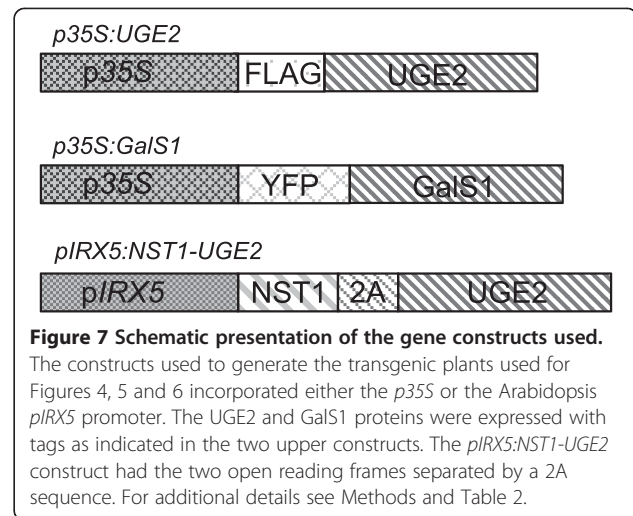 p35S:UGE2
p35S FLAG UGE2
p35S:GalS1
p35S YFP GalS1
pIRX5:NST1-UGE2
pIRX5 NST1 2A UGE2
Figure 7 Schematic presentation of the gene constructs used.
The constructs used to generate the transgenic plants used for
Figures 4, 5 and 6 incorporated either the p35S or the Arabidopsis
pIRX5 promoter. The UGE2 and GalS1 proteins were expressed with
tags as indicated in the two upper constructs. The pIRX5:NST1-UGE2
construct had the two open reading frames separated by a 2A
sequence. For additional details see Methods and Table 2.